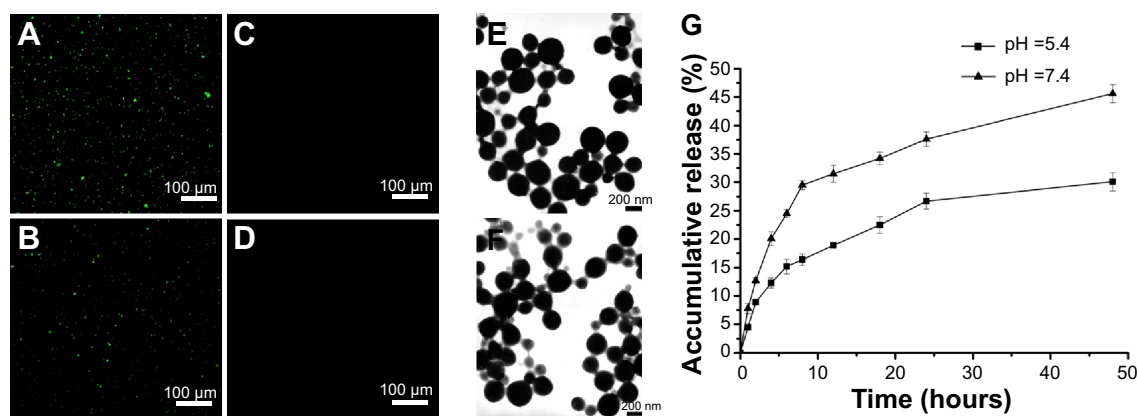 A
C
100 µm
100 µm
B
D
100 µm
100 µm
E
200 nm
F
200 nm
G
pH =5.4
pH =7.4
Accumulative release (%)
50
45
40
35
30
25
20
15
10
5
0
0 10 20 30 40 50
Time (hours)